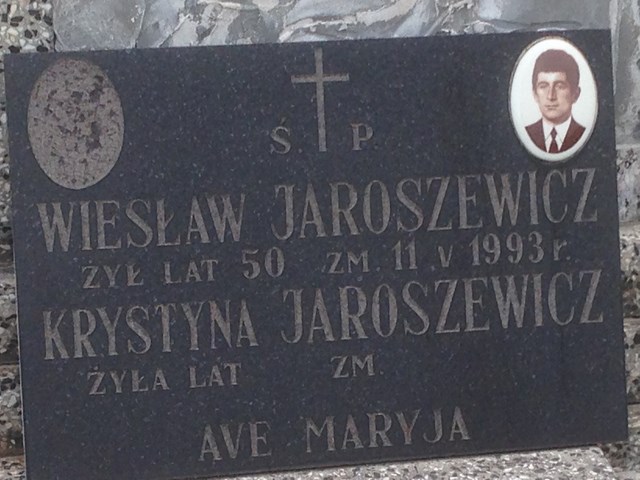 Ś P
WIESŁAW JAROSZEWICZ
ŻYŁ LAT 50 ZM. 11 V 1993 r.
KRYSTYNA JAROSZEWICZ
ŻYŁA LAT ZM.
AVE MARYJA